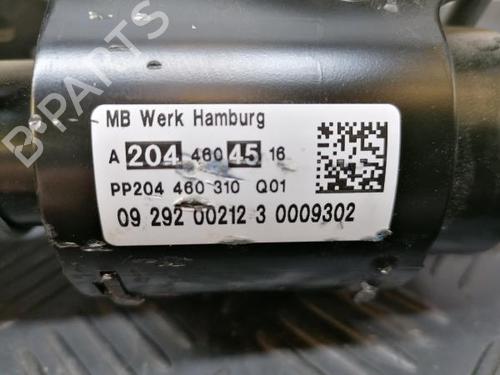 B-PARTS
MB Werk Hamburg
A 204 460 45 16
PP204 460 310 Q01
09 292 00212 3 0009302